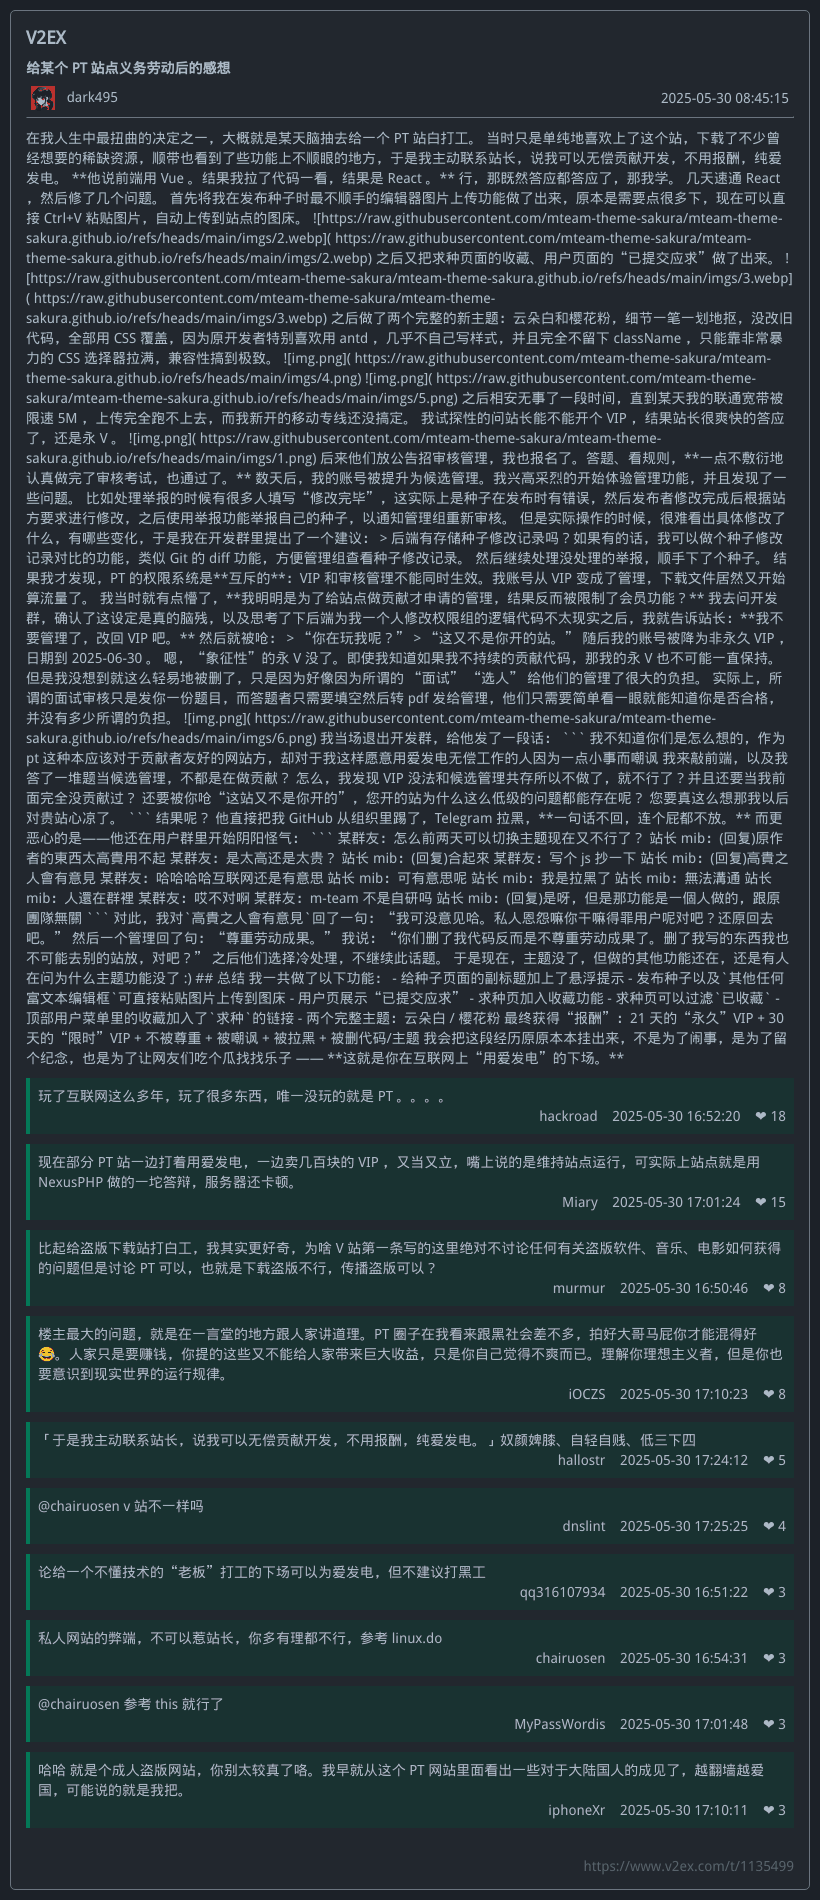 V2EX
给某个 PT 站点义务劳动后的感想
dark495
2025-05-30 08:45:15
在我人生中最扭曲的决定之一，大概就是某天脑抽去给一个 PT 站白打工。 当时只是单纯地喜欢上了这个站，下载了不少曾
经想要的稀缺资源，顺带也看到了些功能上不顺眼的地方，于是我主动联系站长，说我可以无偿贡献开发，不用报酬，纯爱
发电。 **他说前端用 Vue 。结果我拉了代码一看，结果是 React 。** 行，那既然答应都答应了，那我学。 几天速通 React
，然后修了几个问题。 首先将我在发布种子时最不顺手的编辑器图片上传功能做了出来，原本是需要点很多下，现在可以直
接 Ctrl+V 粘贴图片，自动上传到站点的图床。 ![https://raw.githubusercontent.com/mteam-theme-sakura/mteam-theme-
sakura.github.io/refs/heads/main/imgs/2.webp]( https://raw.githubusercontent.com/mteam-theme-sakura/mteam-
theme-sakura.github.io/refs/heads/main/imgs/2.webp) 之后又把求种页面的收藏、用户页面的“已提交应求”做了出来。 !
[https://raw.githubusercontent.com/mteam-theme-sakura/mteam-theme-sakura.github.io/refs/heads/main/imgs/3.webp]
( https://raw.githubusercontent.com/mteam-theme-sakura/mteam-theme-
sakura.github.io/refs/heads/main/imgs/3.webp) 之后做了两个完整的新主题：云朵白和樱花粉，细节一笔一划地抠，没改旧
代码，全部用 CSS 覆盖，因为原开发者特别喜欢用 antd ，几乎不自己写样式，并且完全不留下 className ，只能靠非常暴
力的 CSS 选择器拉满，兼容性搞到极致。 ![img.png]( https://raw.githubusercontent.com/mteam-theme-sakura/mteam-
theme-sakura.github.io/refs/heads/main/imgs/4.png) ![img.png]( https://raw.githubusercontent.com/mteam-theme-
sakura/mteam-theme-sakura.github.io/refs/heads/main/imgs/5.png) 之后相安无事了一段时间，直到某天我的联通宽带被
限速 5M ，上传完全跑不上去，而我新开的移动专线还没搞定。 我试探性的问站长能不能开个 VIP ，结果站长很爽快的答应
了，还是永 V 。 ![img.png]( https://raw.githubusercontent.com/mteam-theme-sakura/mteam-theme-
sakura.github.io/refs/heads/main/imgs/1.png) 后来他们放公告招审核管理，我也报名了。答题、看规则，**一点不敷衍地
认真做完了审核考试，也通过了。** 数天后，我的账号被提升为候选管理。我兴高采烈的开始体验管理功能，并且发现了一
些问题。 比如处理举报的时候有很多人填写“修改完毕”，这实际上是种子在发布时有错误，然后发布者修改完成后根据站
方要求进行修改，之后使用举报功能举报自己的种子，以通知管理组重新审核。 但是实际操作的时候，很难看出具体修改了
什么，有哪些变化，于是我在开发群里提出了一个建议： > 后端有存储种子修改记录吗？如果有的话，我可以做个种子修改
记录对比的功能，类似 Git 的 diff 功能，方便管理组查看种子修改记录。 然后继续处理没处理的举报，顺手下了个种子。 结
果我才发现，PT 的权限系统是**互斥的**：VIP 和审核管理不能同时生效。我账号从 VIP 变成了管理，下载文件居然又开始
算流量了。 我当时就有点懵了，**我明明是为了给站点做贡献才申请的管理，结果反而被限制了会员功能？** 我去问开发
群，确认了这设定是真的脑残，以及思考了下后端为我一个人修改权限组的逻辑代码不太现实之后，我就告诉站长：**我不
要管理了，改回 VIP 吧。** 然后就被呛： > “你在玩我呢？” > “这又不是你开的站。” 随后我的账号被降为非永久 VIP ，
日期到 2025-06-30 。 嗯，“象征性”的永 V 没了。即使我知道如果我不持续的贡献代码，那我的永 V 也不可能一直保持。
但是我没想到就这么轻易地被删了，只是因为好像因为所谓的 “面试” “选人” 给他们的管理了很大的负担。 实际上，所
谓的面试审核只是发你一份题目，而答题者只需要填空然后转 pdf 发给管理，他们只需要简单看一眼就能知道你是否合格，
并没有多少所谓的负担。 ![img.png]( https://raw.githubusercontent.com/mteam-theme-sakura/mteam-theme-
sakura.github.io/refs/heads/main/imgs/6.png) 我当场退出开发群，给他发了一段话： ``` 我不知道你们是怎么想的，作为
pt 这种本应该对于贡献者友好的网站方，却对于我这样愿意用爱发电无偿工作的人因为一点小事而嘲讽 我来敲前端，以及我
答了一堆题当候选管理，不都是在做贡献？ 怎么，我发现 VIP 没法和候选管理共存所以不做了，就不行了？并且还要当我前
面完全没贡献过？ 还要被你呛“这站又不是你开的”，您开的站为什么这么低级的问题都能存在呢？ 您要真这么想那我以后
对贵站心凉了。 ``` 结果呢？ 他直接把我 GitHub 从组织里踢了，Telegram 拉黑，**一句话不回，连个屁都不放。** 而更
恶心的是——他还在用户群里开始阴阳怪气： ``` 某群友：怎么前两天可以切换主题现在又不行了？ 站长 mib：(回复)原作
者的東西太高貴用不起 某群友：是太高还是太贵？ 站长 mib：(回复)合起來 某群友：写个 js 抄一下 站长 mib：(回复)高貴之
人會有意見 某群友：哈哈哈哈互联网还是有意思 站长 mib：可有意思呢 站长 mib：我是拉黑了 站长 mib：無法溝通 站长
mib：人還在群裡 某群友：哎不对啊 某群友：m-team 不是自研吗 站长 mib：(回复)是呀，但是那功能是一個人做的，跟原
團隊無關 ``` 对此，我对`高貴之人會有意見`回了一句： “我可没意见哈。私人恩怨嘛你干嘛得罪用户呢对吧？还原回去
吧。” 然后一个管理回了句：“尊重劳动成果。” 我说：“你们删了我代码反而是不尊重劳动成果了。删了我写的东西我也
不可能去别的站放，对吧？” 之后他们选择冷处理，不继续此话题。 于是现在，主题没了，但做的其他功能还在，还是有人
在问为什么主题功能没了 :) ## 总结 我一共做了以下功能： - 给种子页面的副标题加上了悬浮提示 - 发布种子以及`其他任何
富文本编辑框`可直接粘贴图片上传到图床 - 用户页展示“已提交应求” - 求种页加入收藏功能 - 求种页可以过滤`已收藏` -
顶部用户菜单里的收藏加入了`求种`的链接 - 两个完整主题：云朵白 / 樱花粉 最终获得“报酬”：21 天的“永久”VIP + 30
天的“限时”VIP + 不被尊重 + 被嘲讽 + 被拉黑 + 被删代码/主题 我会把这段经历原原本本挂出来，不是为了闹事，是为了留
个纪念，也是为了让网友们吃个瓜找找乐子 —— **这就是你在互联网上“用爱发电”的下场。**
玩了互联网这么多年，玩了很多东西，唯一没玩的就是 PT 。。。。
hackroad 2025-05-30 16:52:20 ❤ 18
现在部分 PT 站一边打着用爱发电，一边卖几百块的 VIP ，又当又立，嘴上说的是维持站点运行，可实际上站点就是用
NexusPHP 做的一坨答辩，服务器还卡顿。
Miary 2025-05-30 17:01:24 ❤ 15
比起给盗版下载站打白工，我其实更好奇，为啥 V 站第一条写的这里绝对不讨论任何有关盗版软件、音乐、电影如何获得
的问题但是讨论 PT 可以，也就是下载盗版不行，传播盗版可以？
murmur 2025-05-30 16:50:46 ❤ 8
楼主最大的问题，就是在一言堂的地方跟人家讲道理。PT 圈子在我看来跟黑社会差不多，拍好大哥马屁你才能混得好
😂。人家只是要赚钱，你提的这些又不能给人家带来巨大收益，只是你自己觉得不爽而已。理解你理想主义者，但是你也
要意识到现实世界的运行规律。
iOCZS 2025-05-30 17:10:23 ❤ 8
「于是我主动联系站长，说我可以无偿贡献开发，不用报酬，纯爱发电。」奴颜婢膝、自轻自贱、低三下四
hallostr 2025-05-30 17:24:12 ❤ 5
@chairuosen v 站不一样吗
dnslint 2025-05-30 17:25:25 ❤ 4
论给一个不懂技术的“老板”打工的下场可以为爱发电，但不建议打黑工
qq316107934 2025-05-30 16:51:22 ❤ 3
私人网站的弊端，不可以惹站长，你多有理都不行，参考 linux.do
chairuosen 2025-05-30 16:54:31 ❤ 3
@chairuosen 参考 this 就行了
MyPassWordis 2025-05-30 17:01:48 ❤ 3
哈哈 就是个成人盗版网站，你别太较真了咯。我早就从这个 PT 网站里面看出一些对于大陆国人的成见了，越翻墙越爱
国，可能说的就是我把。
iphoneXr 2025-05-30 17:10:11 ❤ 3
https://www.v2ex.com/t/1135499